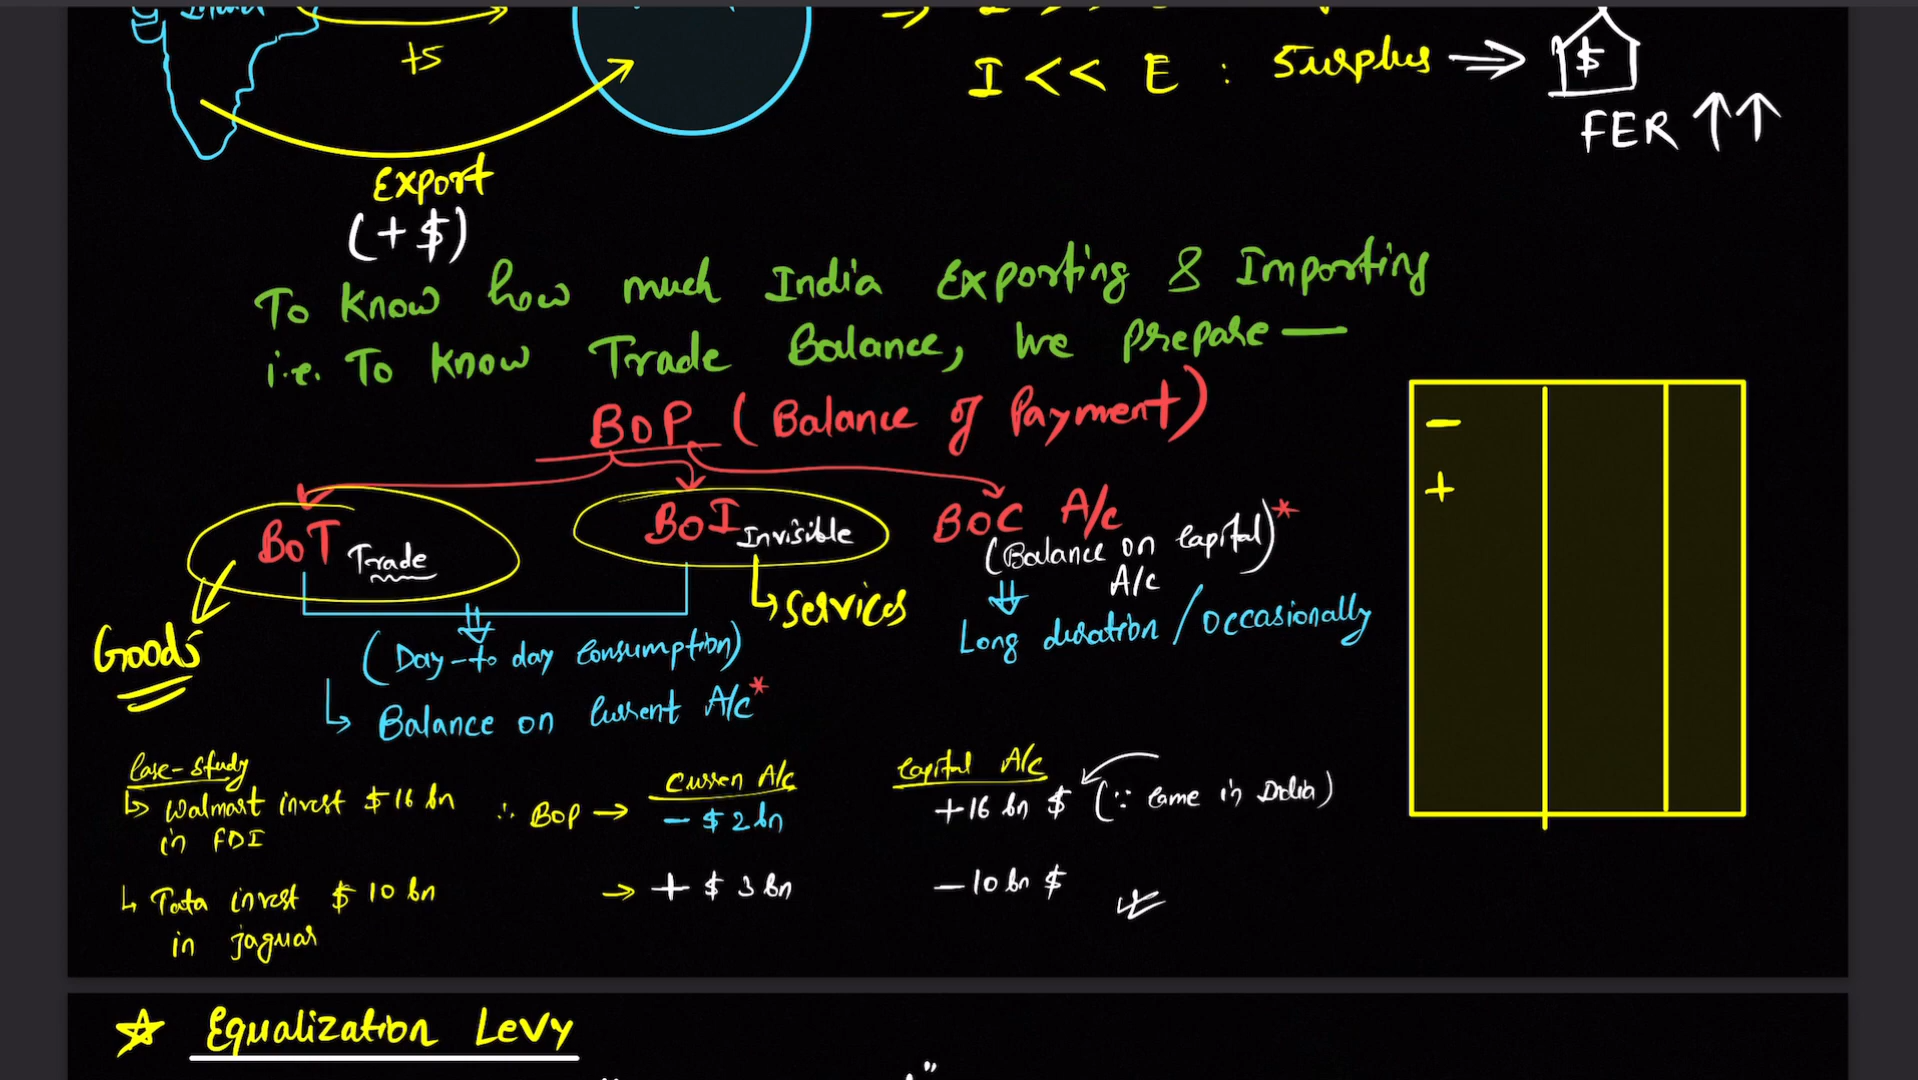 +$
I << E : Surplus ⇒ $
FER ↑↑
Export
(+$)
To Know how much India Exporting & Importing
i.e. To Know Trade Balance, We prepare —
BOP (Balance of Payment)
BOT Trade
BOI Invisible
BOC A/c
(Balance on Capital)*
A/c
Goods
Services
(Day-to day Consumption)
Long duration / Occasionally
Balance on Current A/c*
−
+
Case-Study
Walmart invest $16 bn
in FDI
∴ BOP →
Curren A/c
− $2 bn
Capital A/c
+16 bn $ (∵ Came in India)
Tata invest $ 10 bn
in jaguar
→ + $ 3 bn
−10 bn $
☆ Equalization Levy